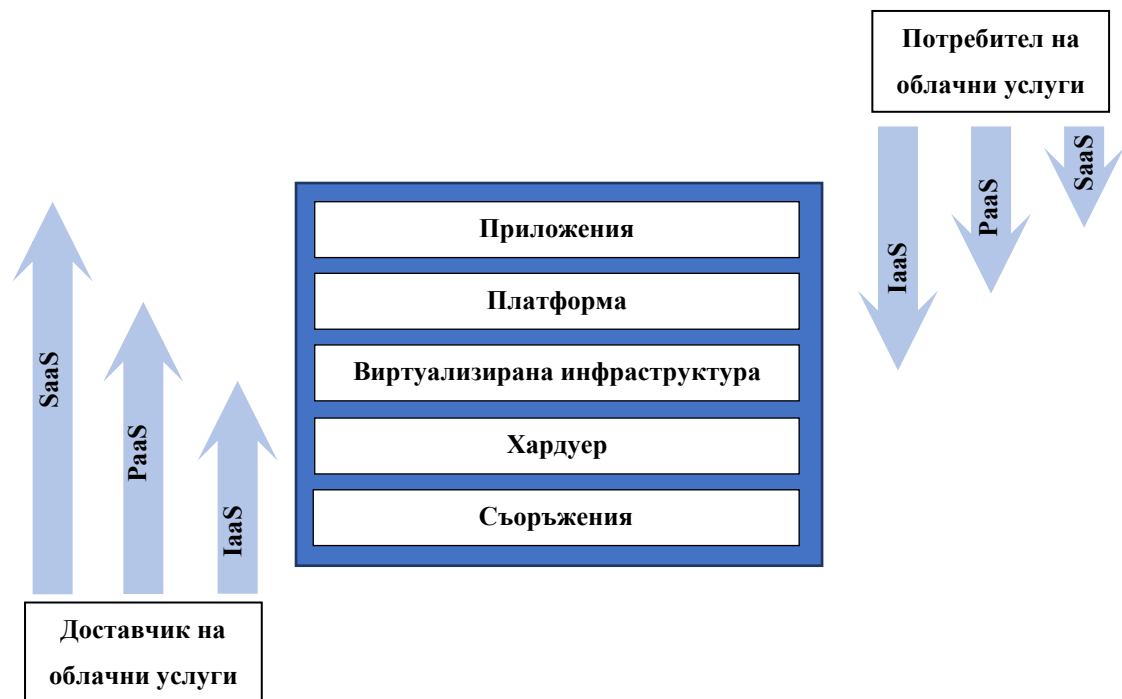 Потребител на
облачни услуги
IaaS
PaaS
SaaS
Приложения
Платформа
Виртуализирана инфраструктура
Хардуер
Съоръжения
SaaS
PaaS
IaaS
Доставчик на
облачни услуги